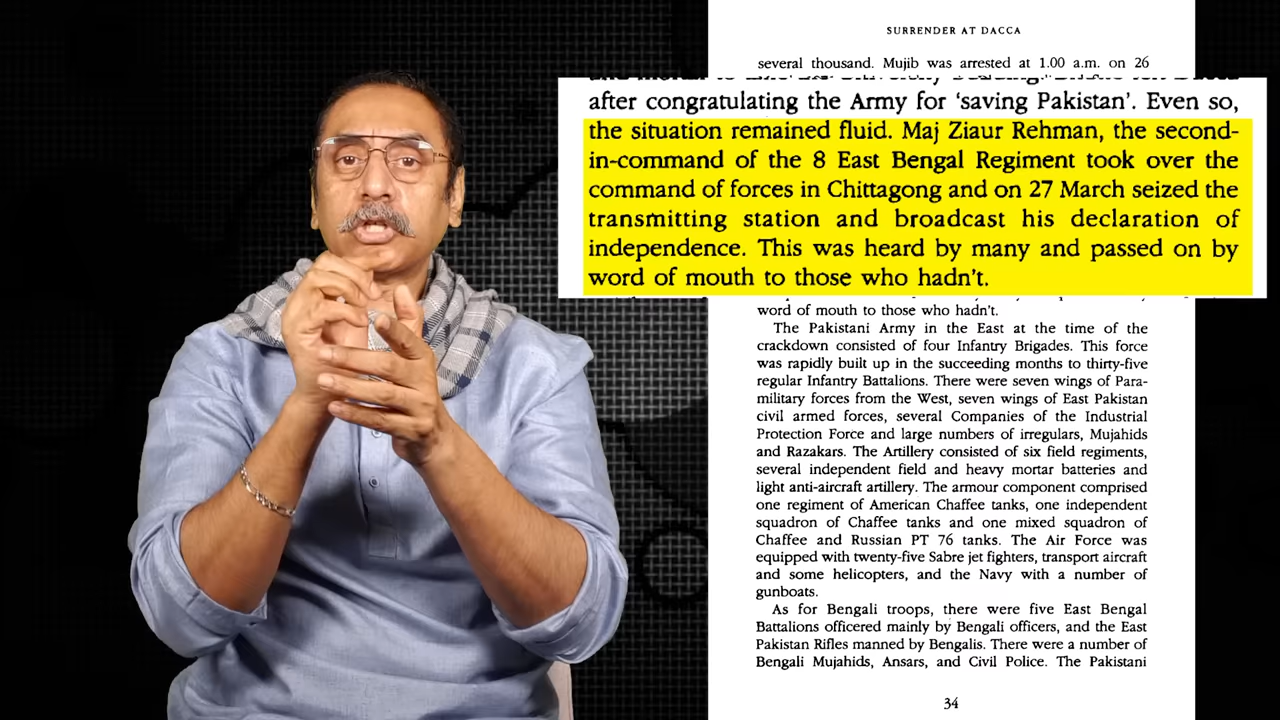 SURRENDER AT DACCA
several thousand. Mujib was arrested at 1.00 a.m. on 26
after congratulating the Army for 'saving Pakistan'. Even so,
the situation remained fluid. Maj Ziaur Rehman, the second-
in-command of the 8 East Bengal Regiment took over the
command of forces in Chittagong and on 27 March seized the
transmitting station and broadcast his declaration of
independence. This was heard by many and passed on by
word of mouth to those who hadn't.
word of mouth to those who hadn't.
The Pakistani Army in the East at the time of the
crackdown consisted of four Infantry Brigades. This force
was rapidly built up in the succeeding months to thirty-five
regular Infantry Battalions. There were seven wings of Para-
military forces from the West, seven wings of East Pakistan
civil armed forces, several Companies of the Industrial
Protection Force and large numbers of irregulars, Mujahids
and Razakars. The Artillery consisted of six field regiments,
several independent field and heavy mortar batteries and
light anti-aircraft artillery. The armour component comprised
one regiment of American Chaffee tanks, one independent
squadron of Chaffee tanks and one mixed squadron of
Chaffee and Russian PT 76 tanks. The Air Force was
equipped with twenty-five Sabre jet fighters, transport aircraft
and some helicopters, and the Navy with a number of
gunboats.
As for Bengali troops, there were five East Bengal
Battalions officered mainly by Bengali officers, and the East
Pakistan Rifles manned by Bengalis. There were a number of
Bengali Mujahids, Ansars, and Civil Police. The Pakistani
34